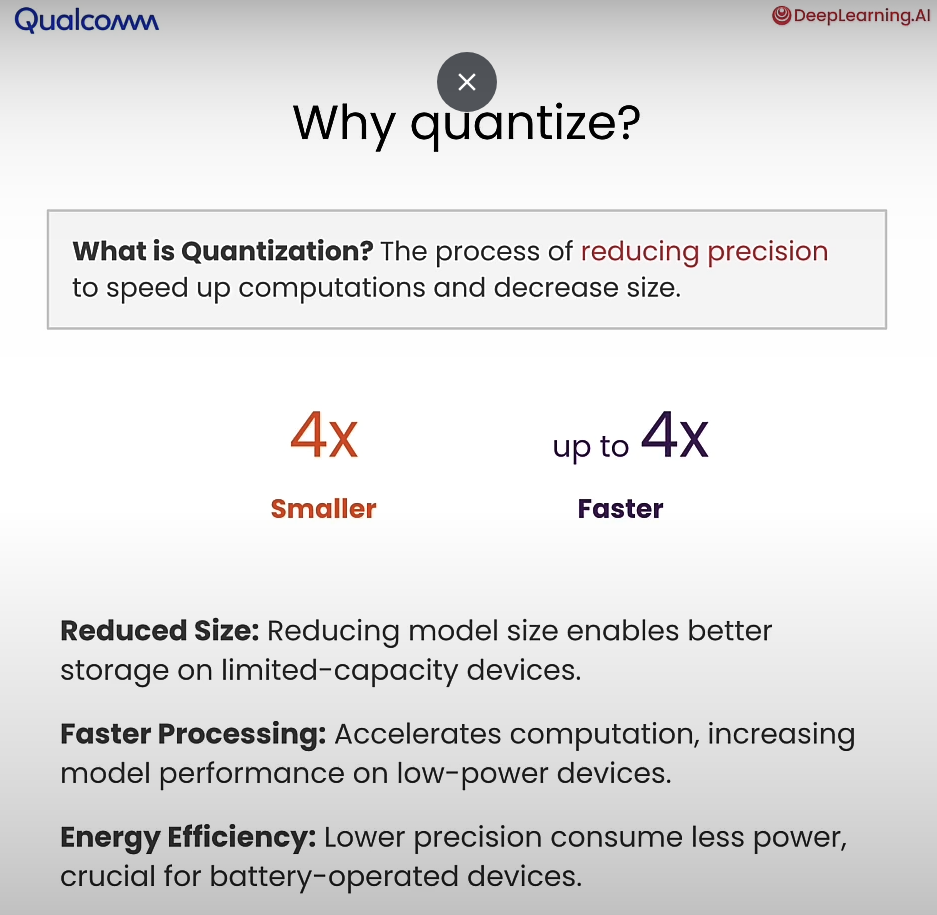 Qualcomm
DeepLearning.AI
Why quantize?
What is Quantization? The process of reducing precision
to speed up computations and decrease size.
4x
up to 4x
Smaller
Faster
Reduced Size: Reducing model size enables better
storage on limited-capacity devices.
Faster Processing: Accelerates computation, increasing
model performance on low-power devices.
Energy Efficiency: Lower precision consume less power,
crucial for battery-operated devices.